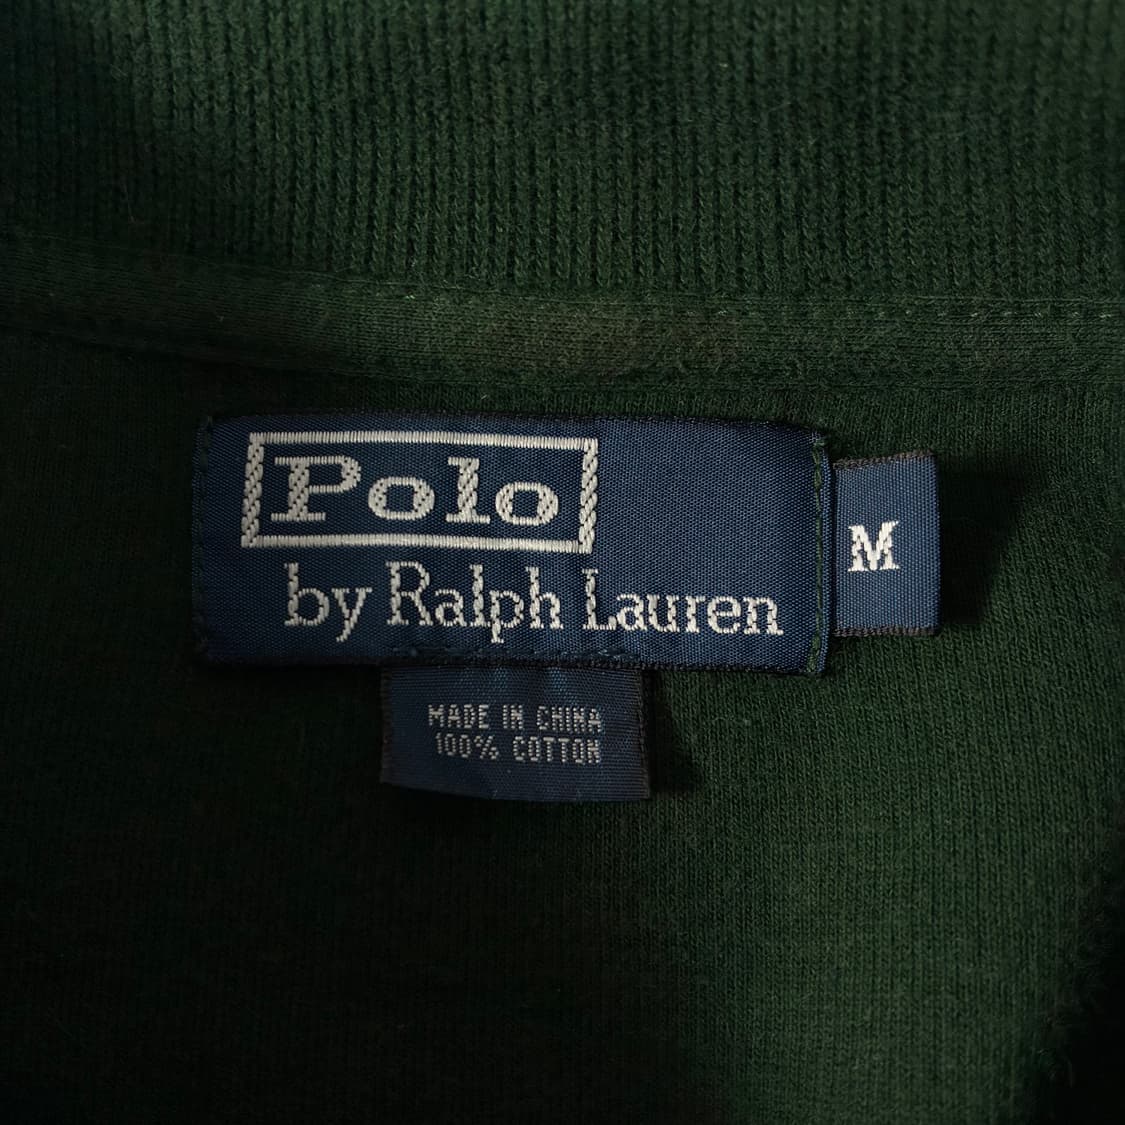 Polo
by Ralph Lauren
M
MADE IN CHINA
100% COTTON